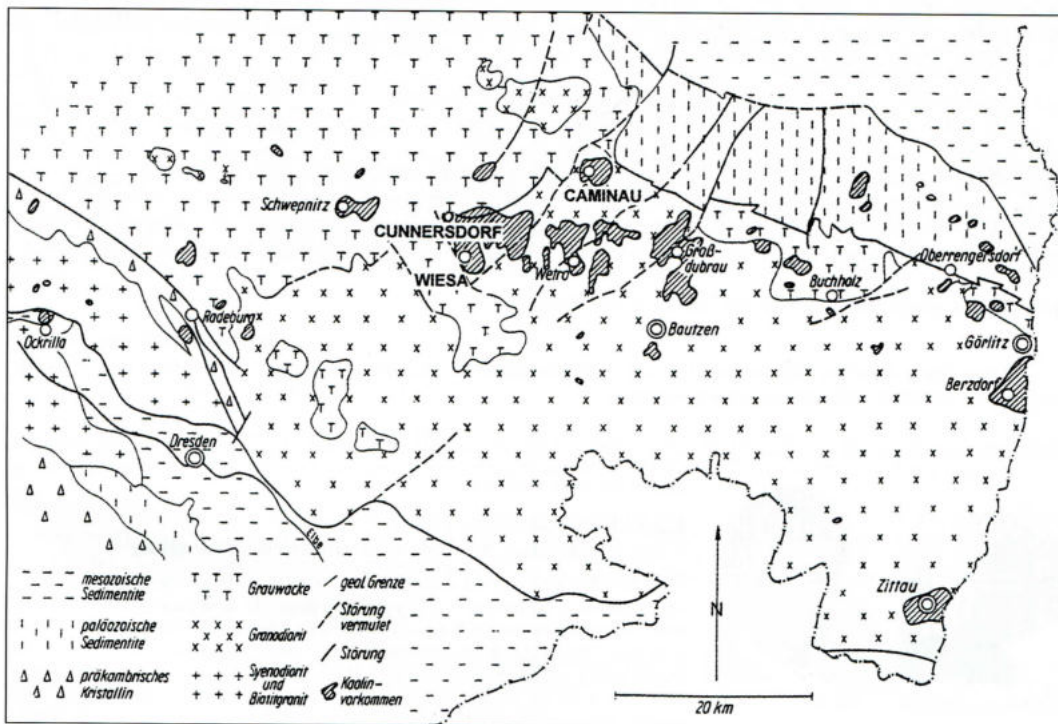 CAMINAU
Schwepnitz
CUNNERSDORF
WIESA
Wetro
Groß-
dubrau
Oberrengersdorf
Buchholz
Radeburg
Ockrilla
Bautzen
Görlitz
Berzdorf
Dresden
Elbe
Zittau
N
20 km
mesozoische
Sedimentite
paläozoische
Sedimentite
präkambrisches
Kristallin
Grauwacke
Granodiorit
Syenodiorit
und
Biotitgranit
geol. Grenze
Störung
vermutet
Störung
Kaolin-
vorkommen